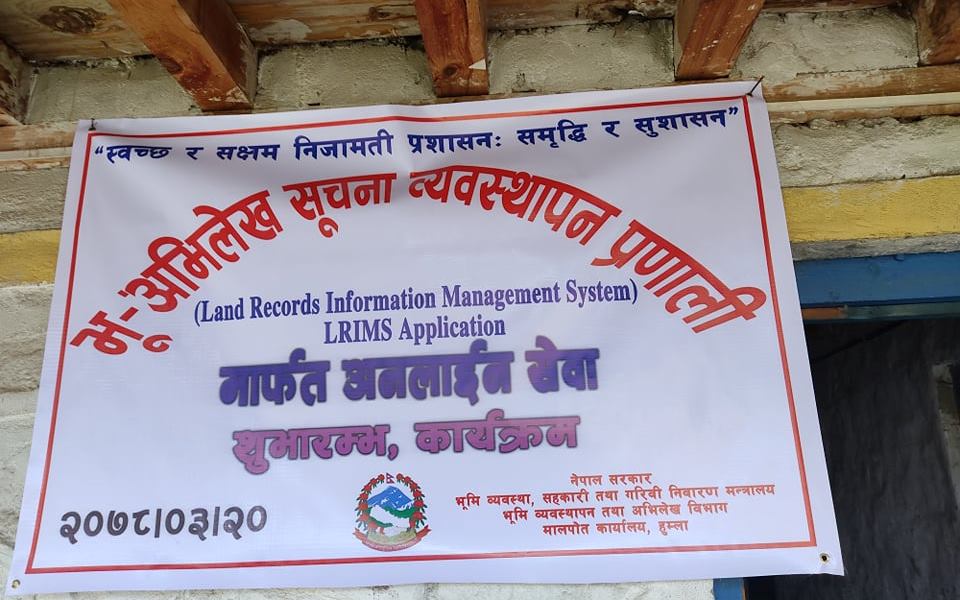 “स्वच्छ र सक्षम निजामती प्रशासनः समृद्धि र सुशासन”
भू-अभिलेख सूचना व्यवस्थापन प्रणाली
(Land Records Information Management System)
LRIMS Application
मार्फत अनलाईन सेवा
शुभारम्भ, कार्यक्रम
२०७८।०३।२०
नेपाल सरकार
भूमि व्यवस्था, सहकारी तथा गरिबी निवारण मन्त्रालय
भूमि व्यवस्थापन तथा अभिलेख विभाग
मालपोत कार्यालय, हुम्ला